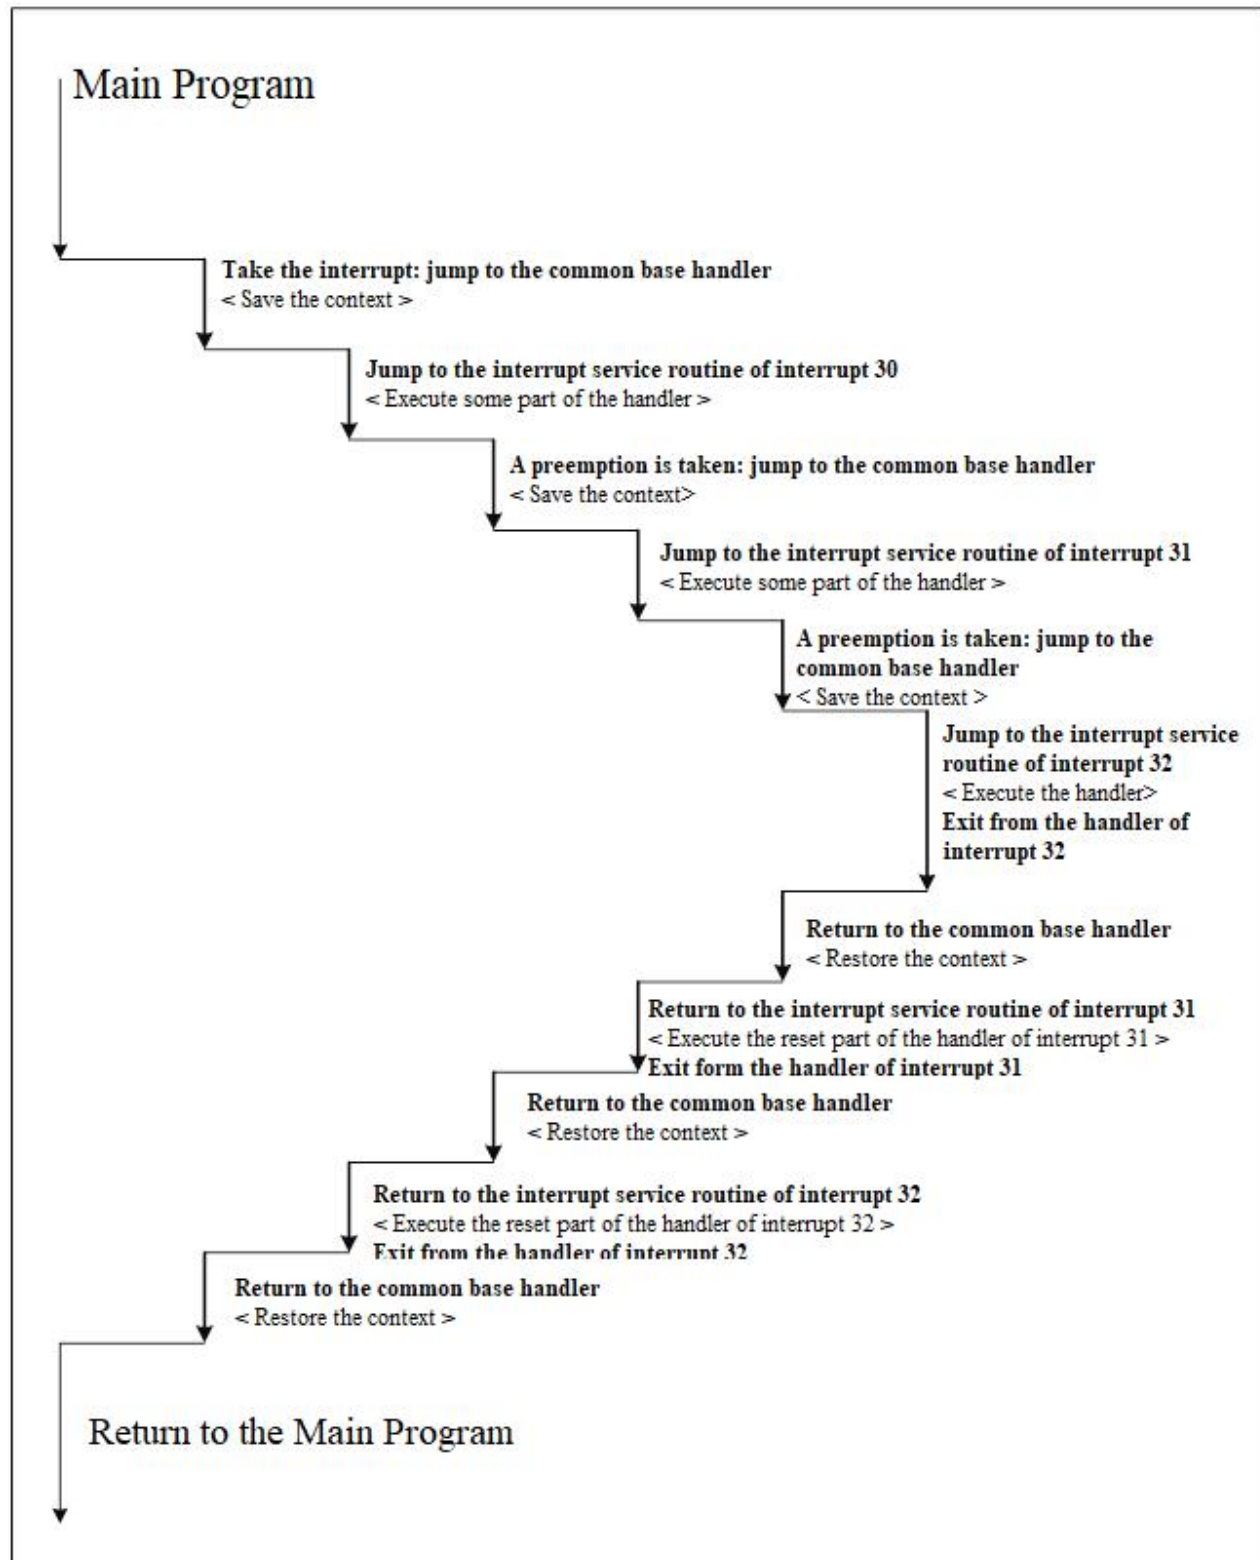 Main Program
Take the interrupt: jump to the common base handler
< Save the context >
Jump to the interrupt service routine of interrupt 30
< Execute some part of the handler >
A preemption is taken: jump to the common base handler
< Save the context>
Jump to the interrupt service routine of interrupt 31
< Execute some part of the handler >
A preemption is taken: jump to the
common base handler
< Save the context >
Jump to the interrupt service
routine of interrupt 32
< Execute the handler>
Exit from the handler of
interrupt 32
Return to the common base handler
< Restore the context >
Return to the interrupt service routine of interrupt 31
< Execute the reset part of the handler of interrupt 31 >
Exit form the handler of interrupt 31
Return to the common base handler
< Restore the context >
Return to the interrupt service routine of interrupt 32
< Execute the reset part of the handler of interrupt 32 >
Exit from the handler of interrupt 32
Return to the common base handler
< Restore the context >
Return to the Main Program